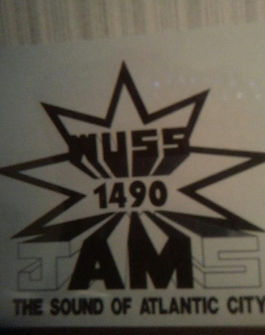 WUSS
1490
JAMS
THE SOUND OF ATLANTIC CITY